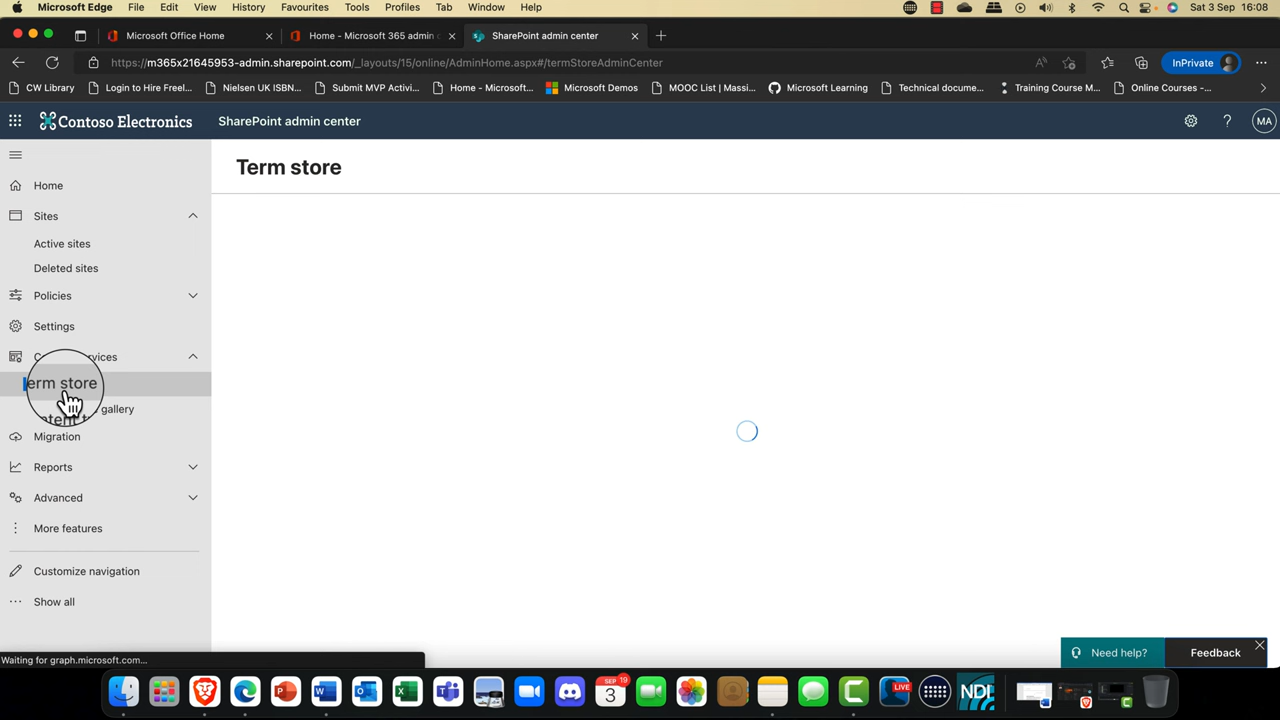 Microsoft Edge File Edit View History Favourites Tools Profiles Tab Window Help Sat 3 Sep 16:08
Microsoft Office Home Home - Microsoft 365 admin c SharePoint admin center
https://m365x21645953-admin.sharepoint.com/_layouts/15/online/AdminHome.aspx#/termStoreAdminCenter InPrivate
CW Library Login to Hire Freel... Nielsen UK ISBN... Submit MVP Activi... Home - Microsoft... Microsoft Demos MOOC List | Massi... Microsoft Learning Technical docume... Training Course M... Online Courses -...
Contoso Electronics SharePoint admin center ? MA
Term store
Home
Sites
Active sites
Deleted sites
Policies
Settings
erm store
gallery
Migration
Reports
Advanced
More features
Customize navigation
Show all
Need help? Feedback
Waiting for graph.microsoft.com...
SEP 19
3
LIVE
NDI